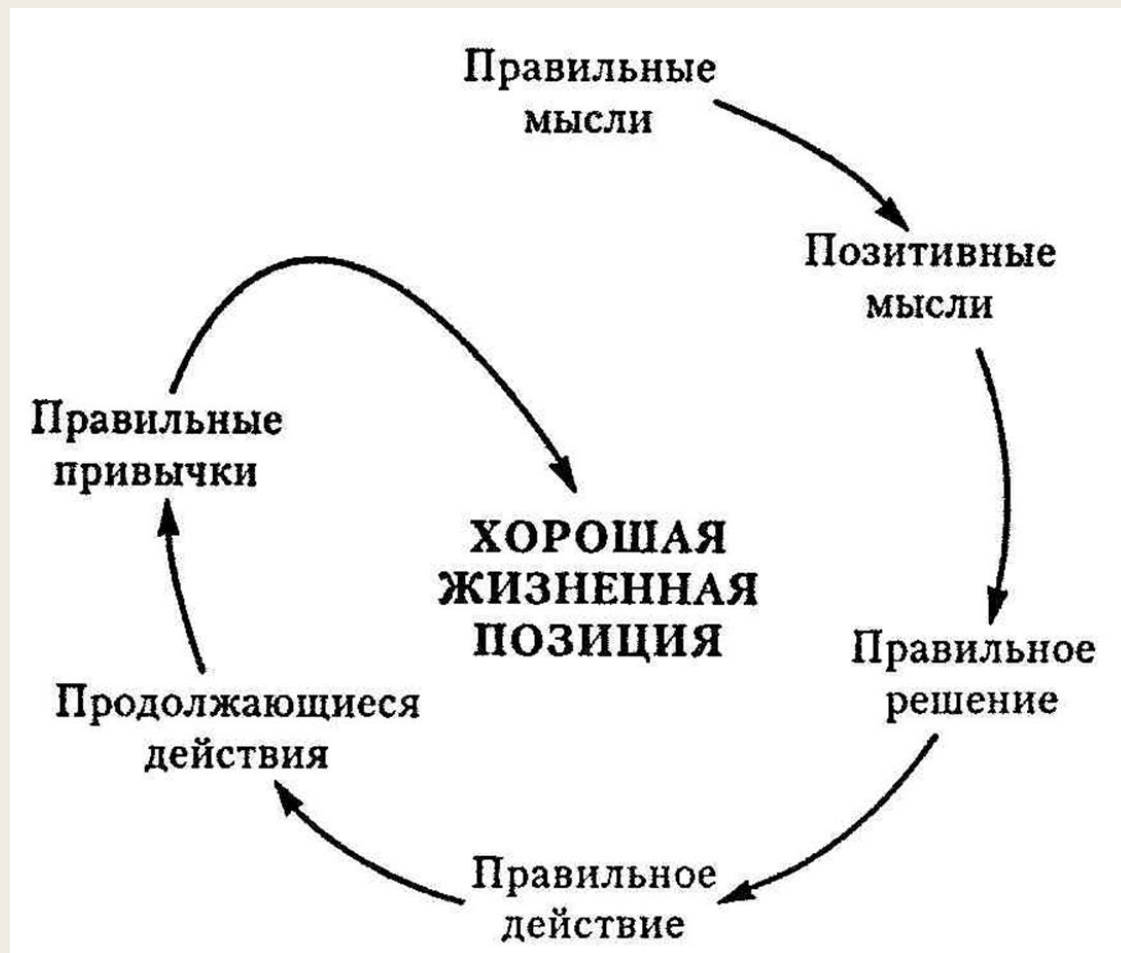 Правильные
мысли
Позитивные
мысли
Правильное
решение
Правильное
действие
Продолжающиеся
действия
Правильные
привычки
ХОРОШАЯ
ЖИЗНЕННАЯ
ПОЗИЦИЯ